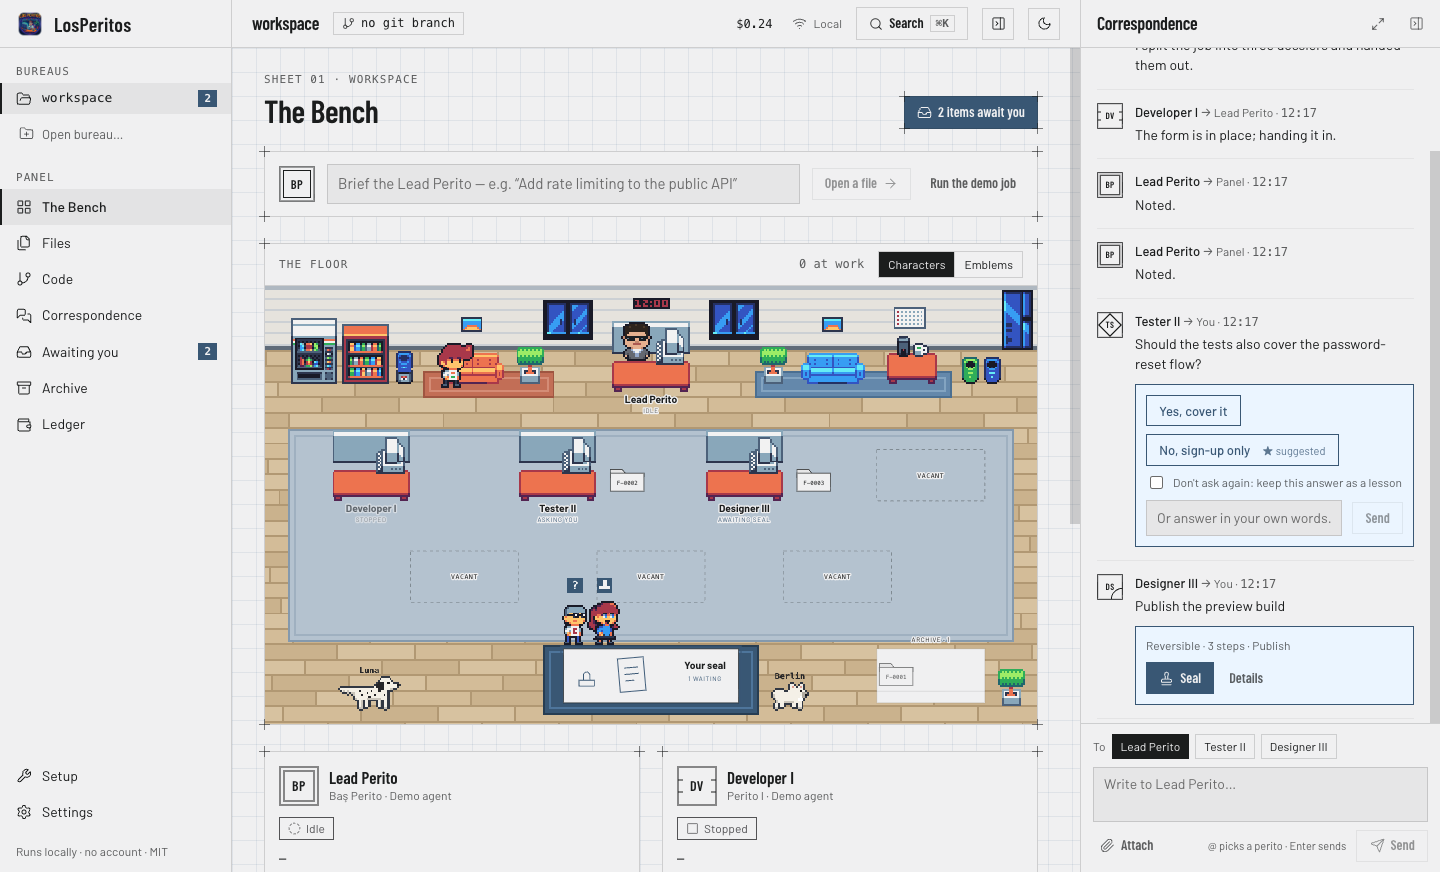 LosPeritos
BUREAUS
workspace
2
Open bureau...
PANEL
The Bench
Files
Code
Correspondence
Awaiting you
2
Archive
Ledger
Setup
Settings
Runs locally · no account · MIT
workspace
no git branch
$0.24
Local
Search
⌘K
SHEET 01 · WORKSPACE
The Bench
2 items await you
BP
Brief the Lead Perito — e.g. “Add rate limiting to the public API”
Open a file →
Run the demo job
THE FLOOR
0 at work
Characters
Emblems
12:00
Lead Perito
IDLE
F-0002
F-0003
VACANT
Developer I
STOPPED
Tester II
ASKING YOU
Designer III
AWAITING SEAL
VACANT
VACANT
VACANT
?
ARCHIVE · 1
Luna
Your seal
1 WAITING
Berlin
F-0001
BP
Lead Perito
Baş Perito · Demo agent
Idle
—
DV
Developer I
Perito I · Demo agent
Stopped
—
Correspondence
them out.
DV
Developer I → Lead Perito · 12:17
The form is in place; handing it in.
BP
Lead Perito → Panel · 12:17
Noted.
BP
Lead Perito → Panel · 12:17
Noted.
TS
Tester II → You · 12:17
Should the tests also cover the password-
reset flow?
Yes, cover it
No, sign-up only ★ suggested
Don't ask again: keep this answer as a lesson
Or answer in your own words.
Send
DS
Designer III → You · 12:17
Publish the preview build
Reversible · 3 steps · Publish
Seal
Details
To
Lead Perito
Tester II
Designer III
Write to Lead Perito...
Attach
@ picks a perito · Enter sends
Send